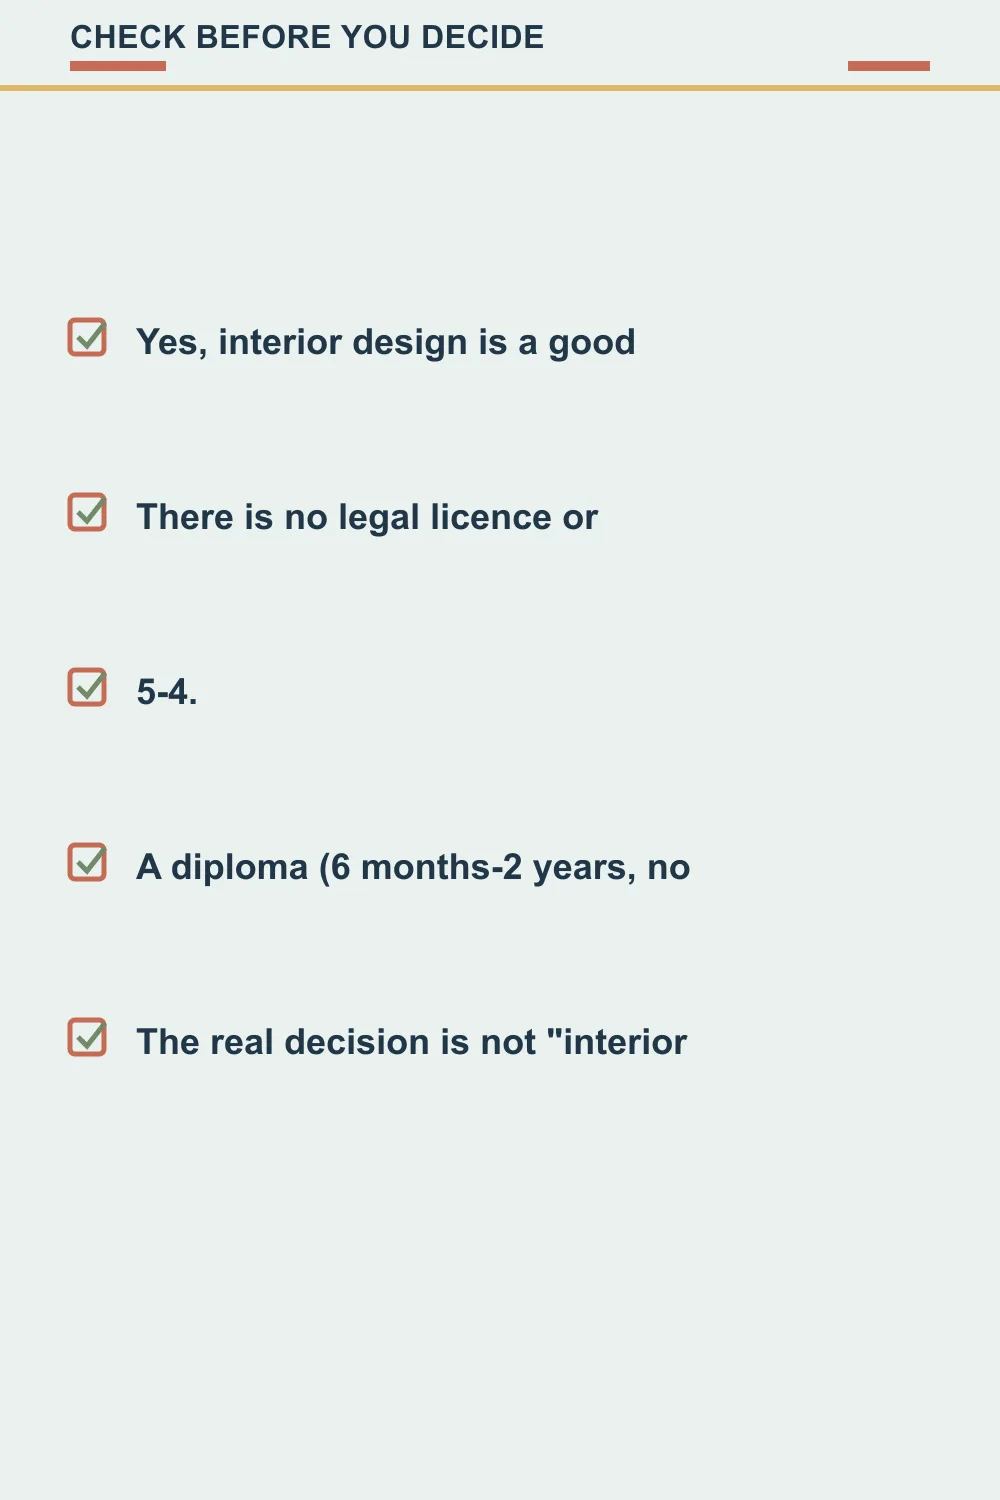 CHECK BEFORE YOU DECIDE
Yes, interior design is a good
There is no legal licence or
5-4.
A diploma (6 months-2 years, no
The real decision is not "interior